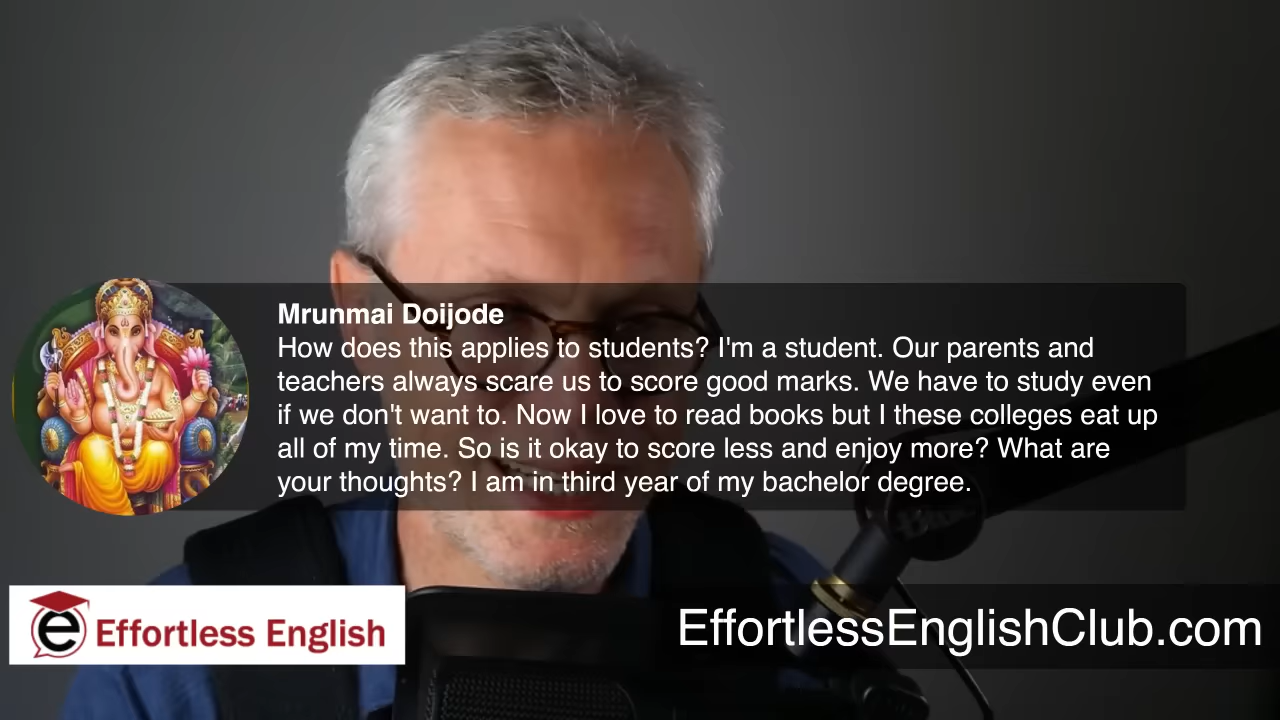 Mrunmai Doijode
How does this applies to students? I'm a student. Our parents and
teachers always scare us to score good marks. We have to study even
if we don't want to. Now I love to read books but I these colleges eat up
all of my time. So is it okay to score less and enjoy more? What are
your thoughts? I am in third year of my bachelor degree.
e Effortless English
EffortlessEnglishClub.com